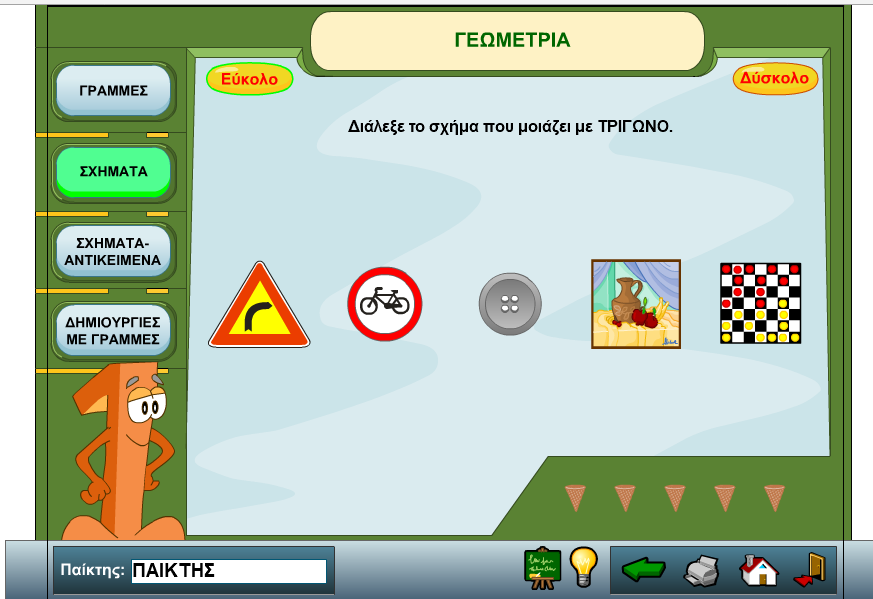 ΓΕΩΜΕΤΡΙΑ
Εύκολο
Δύσκολο
Διάλεξε το σχήμα που μοιάζει με ΤΡΙΓΩΝΟ.
ΓΡΑΜΜΕΣ
ΣΧΗΜΑΤΑ
ΣΧΗΜΑΤΑ-
ΑΝΤΙΚΕΙΜΕΝΑ
ΔΗΜΙΟΥΡΓΙΕΣ
ΜΕ ΓΡΑΜΜΕΣ
Παίκτης: ΠΑΙΚΤΗΣ